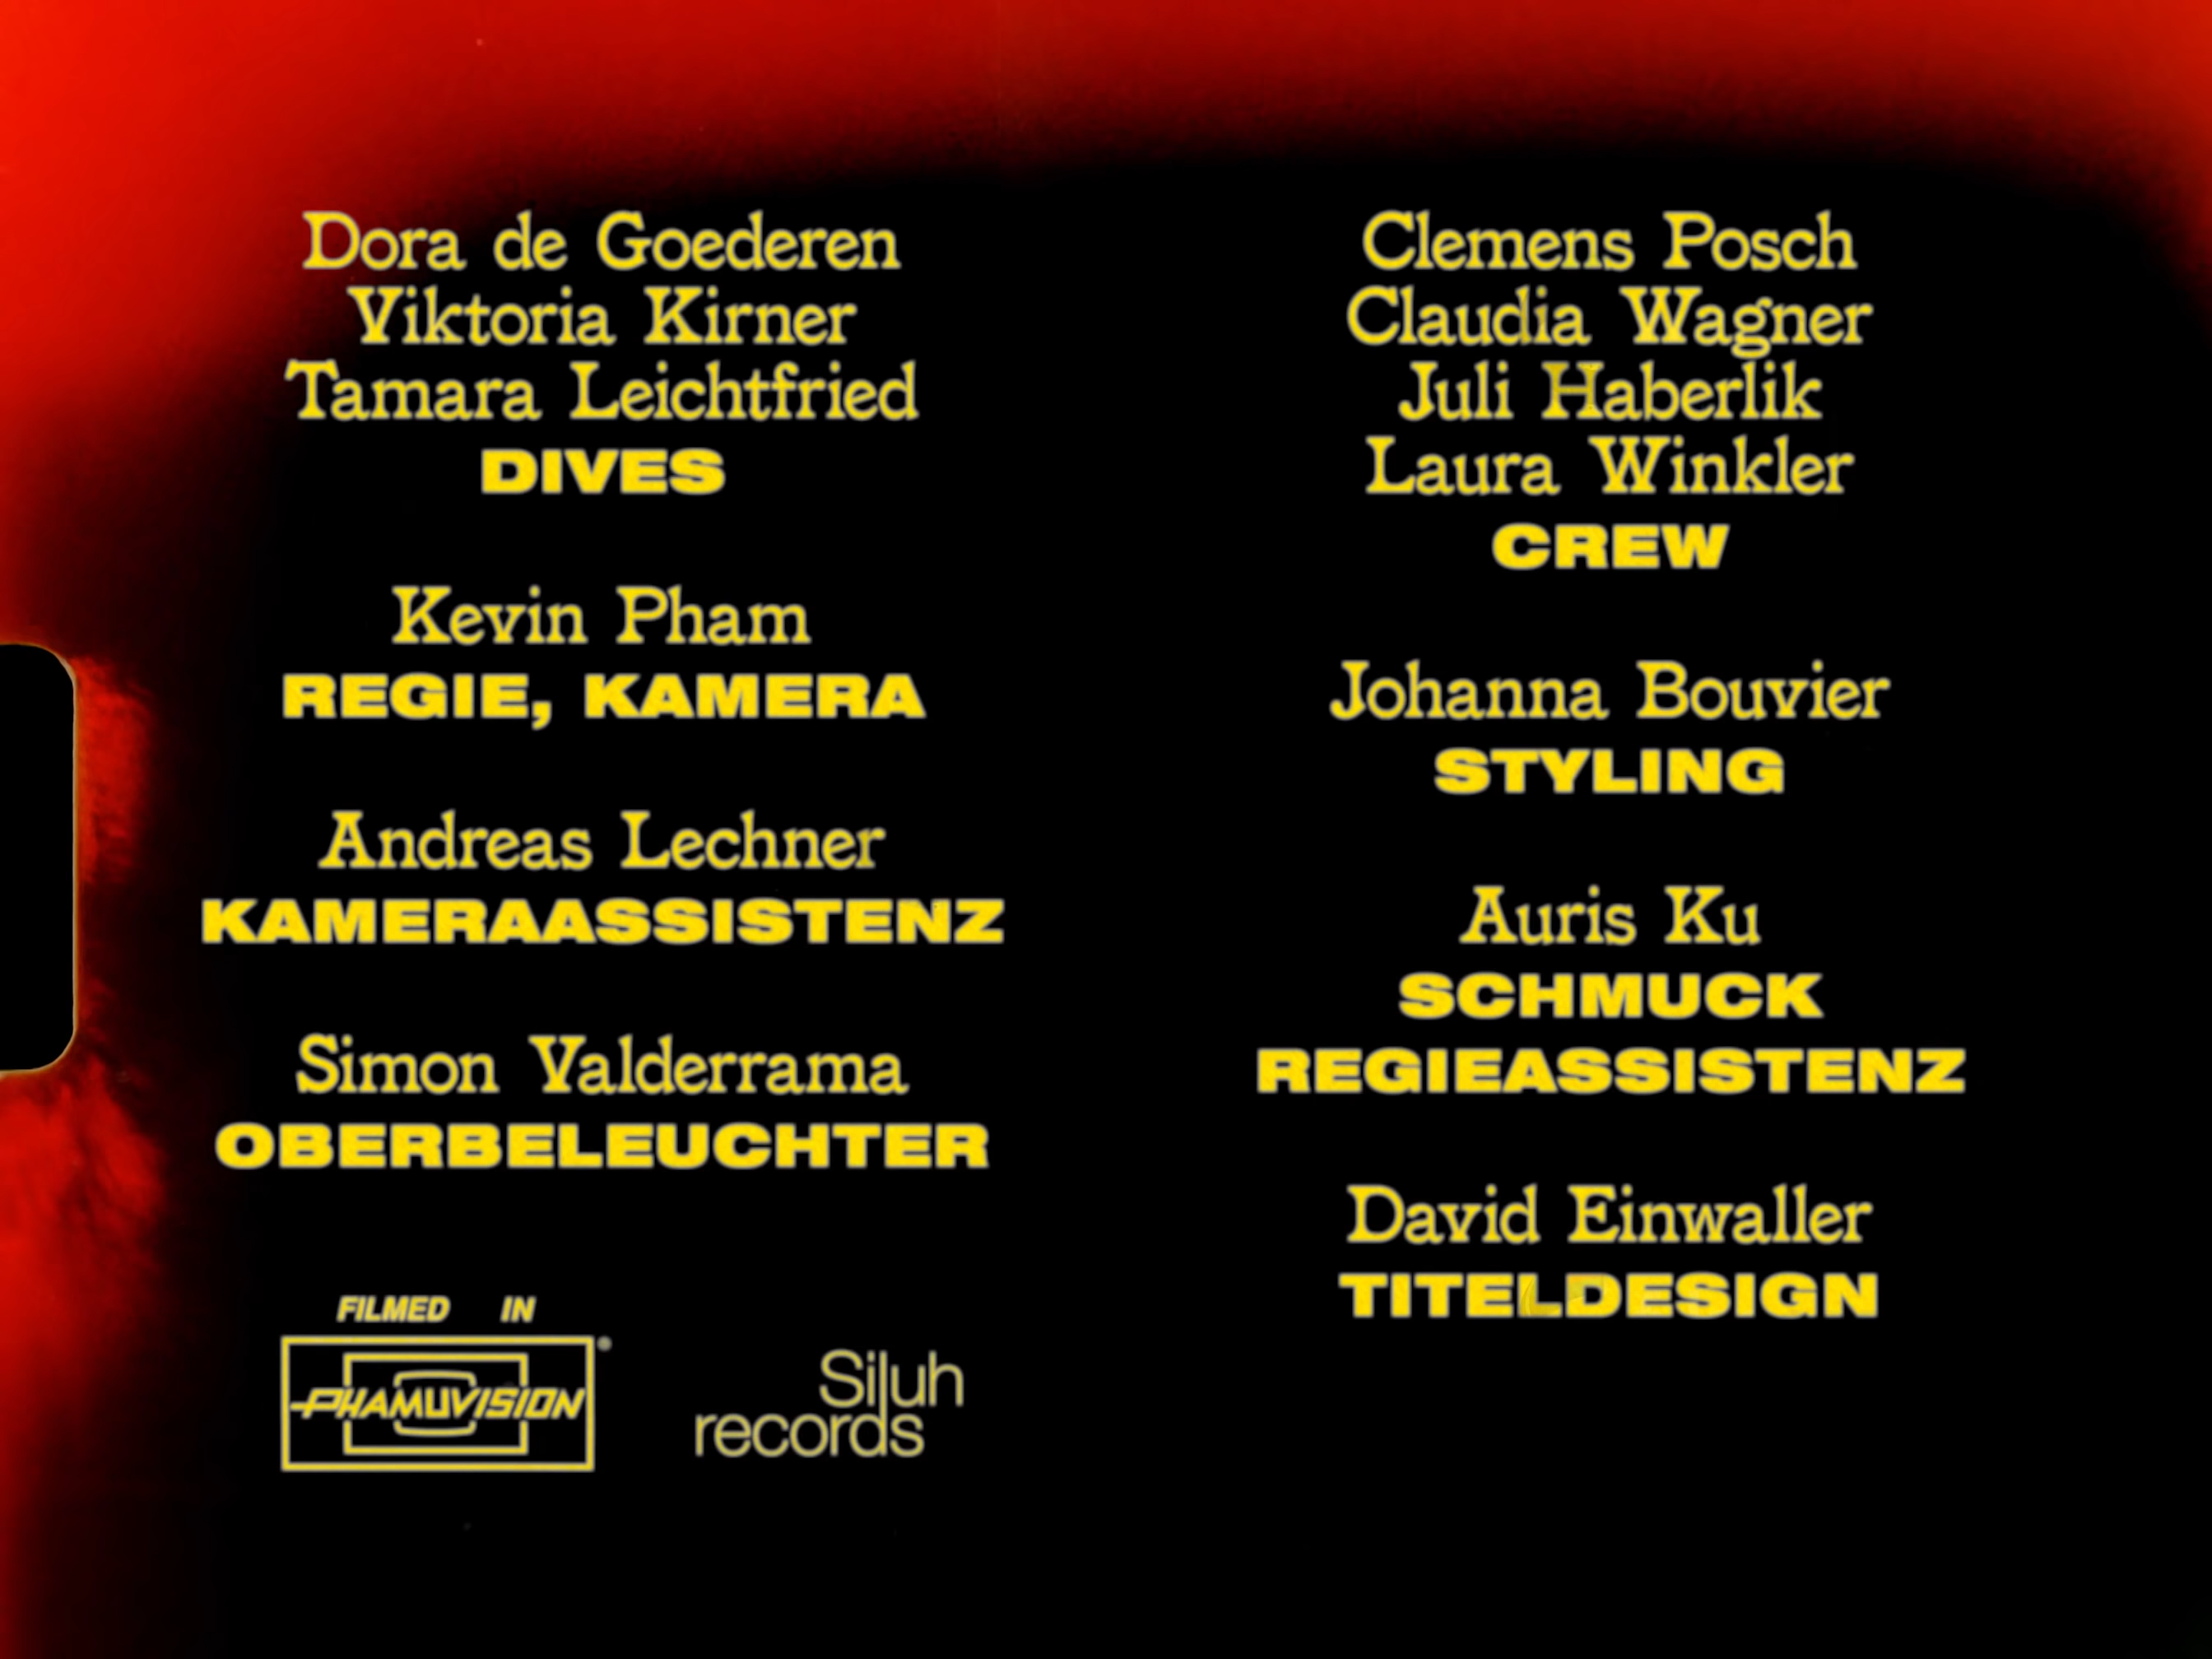 Dora de Goederen
Viktoria Kirner
Tamara Leichtfried
DIVES
Kevin Pham
REGIE, KAMERA
Andreas Lechner
KAMERAASSISTENZ
Simon Valderrama
OBERBELEUCHTER
FILMED IN
PHAMUVISION
Siluh
records
Clemens Posch
Claudia Wagner
Juli Haberlik
Laura Winkler
CREW
Johanna Bouvier
STYLING
Auris Ku
SCHMUCK
REGIEASSISTENZ
David Einwaller
TITELDESIGN